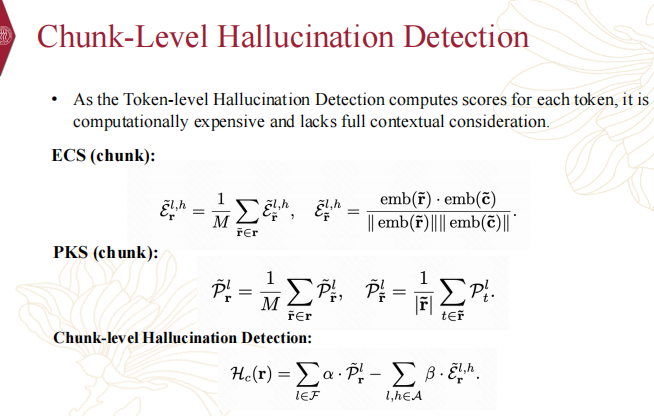 Chunk-Level Hallucination Detection
• As the Token-level Hallucination Detection computes scores for each token, it is
computationally expensive and lacks full contextual consideration.
ECS (chunk):
$\tilde{\mathcal{E}}_{\mathbf{r}}^{l,h} = \frac{1}{M} \sum_{\tilde{\mathbf{r}} \in \mathbf{r}} \tilde{\mathcal{E}}_{\tilde{\mathbf{r}}}^{l,h}, \quad \tilde{\mathcal{E}}_{\tilde{\mathbf{r}}}^{l,h} = \frac{\text{emb}(\tilde{\mathbf{r}}) \cdot \text{emb}(\tilde{\mathbf{c}})}{\| \text{emb}(\tilde{\mathbf{r}}) \| \| \text{emb}(\tilde{\mathbf{c}}) \|}.$
PKS (chunk):
$\tilde{\mathcal{P}}_{\mathbf{r}}^{l} = \frac{1}{M} \sum_{\tilde{\mathbf{r}} \in \mathbf{r}} \tilde{\mathcal{P}}_{\tilde{\mathbf{r}}}^{l}, \quad \tilde{\mathcal{P}}_{\tilde{\mathbf{r}}}^{l} = \frac{1}{|\tilde{\mathbf{r}}|} \sum_{t \in \tilde{\mathbf{r}}} \mathcal{P}_{t}^{l}.$
Chunk-level Hallucination Detection:
$\mathcal{H}_{c}(\mathbf{r}) = \sum_{l \in \mathcal{F}} \alpha \cdot \tilde{\mathcal{P}}_{\mathbf{r}}^{l} - \sum_{l,h \in \mathcal{A}} \beta \cdot \tilde{\mathcal{E}}_{\mathbf{r}}^{l,h}.$